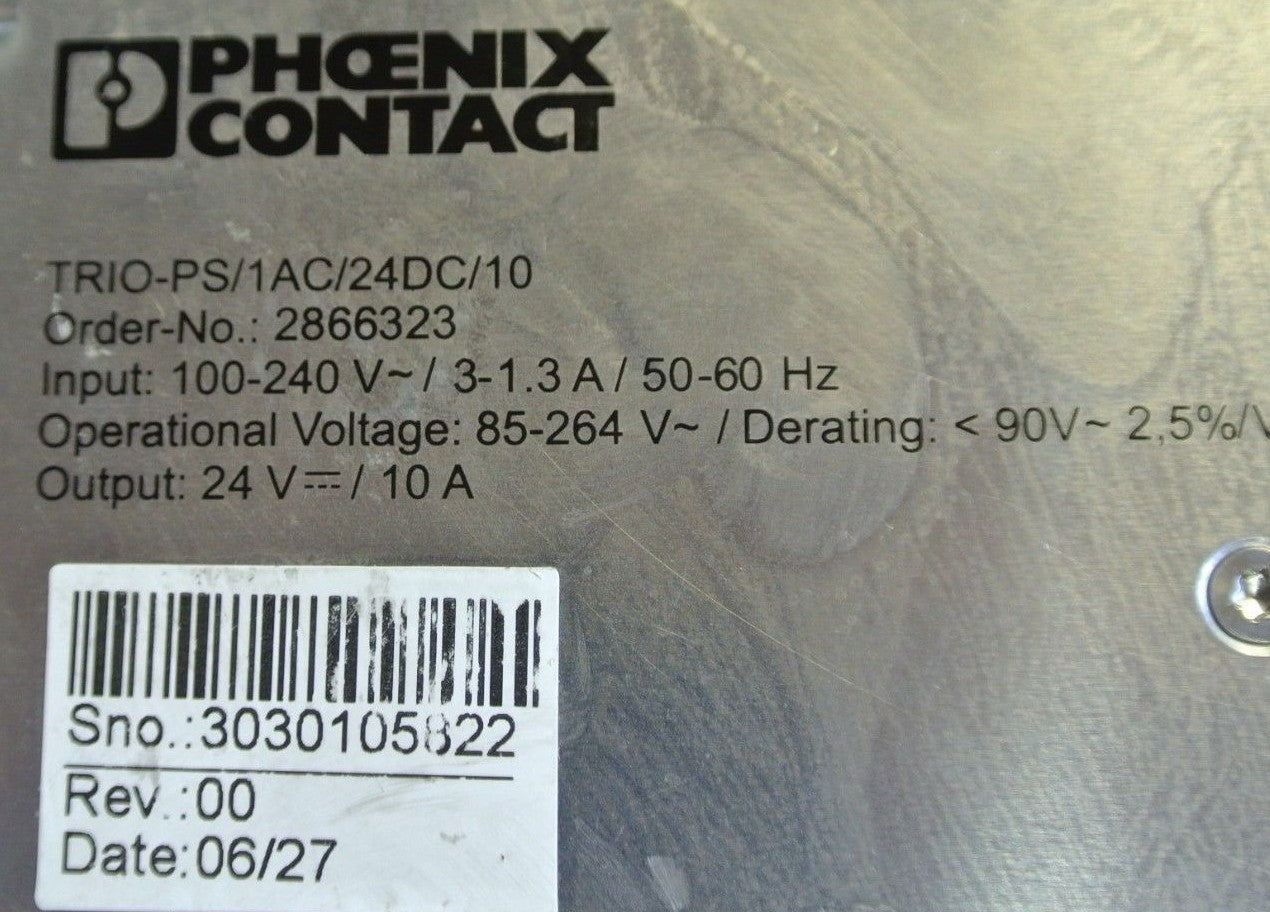 PHŒNIX
CONTACT
TRIO-PS/1AC/24DC/10
Order-No.: 2866323
Input: 100-240 V~ / 3-1.3 A / 50-60 Hz
Operational Voltage: 85-264 V~ / Derating: < 90V~ 2,5%/V
Output: 24 V⎓ / 10 A
Sno.:3030105822
Rev.:00
Date:06/27